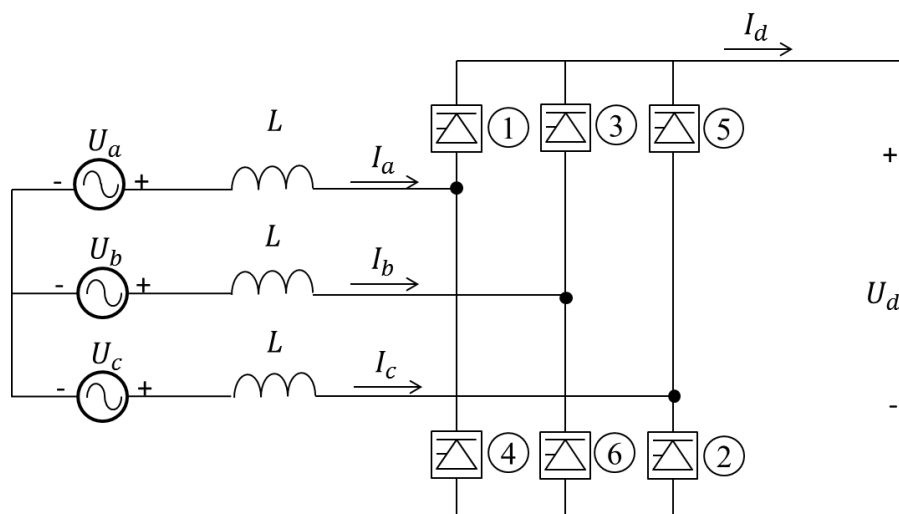 I_d
L
① ③ ⑤
U_a
I_a
- +
+
L
U_b
I_b
- +
U_d
L
U_c
I_c
- +
-
④ ⑥ ②